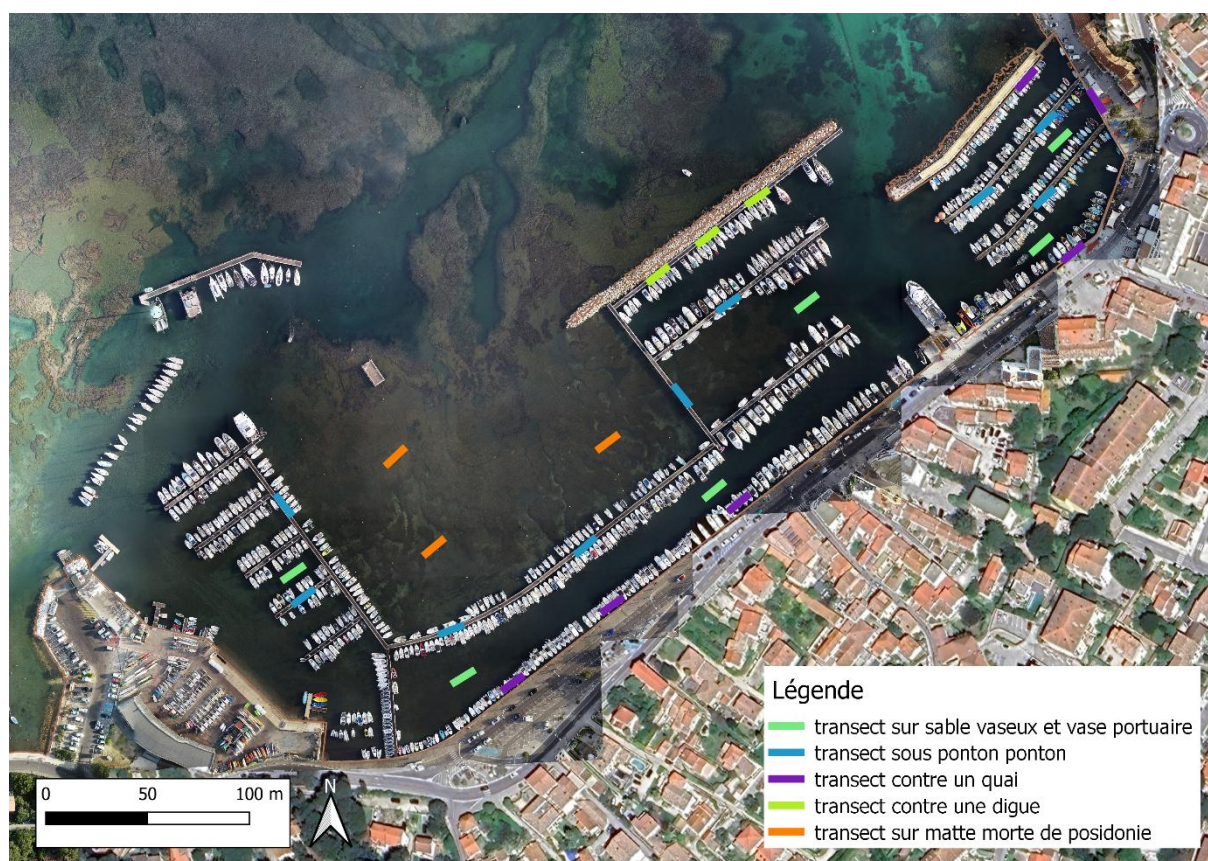 Légende
transect sur sable vaseux et vase portuaire
transect sous ponton ponton
transect contre un quai
transect contre une digue
transect sur matte morte de posidonie
0 50 100 m
N